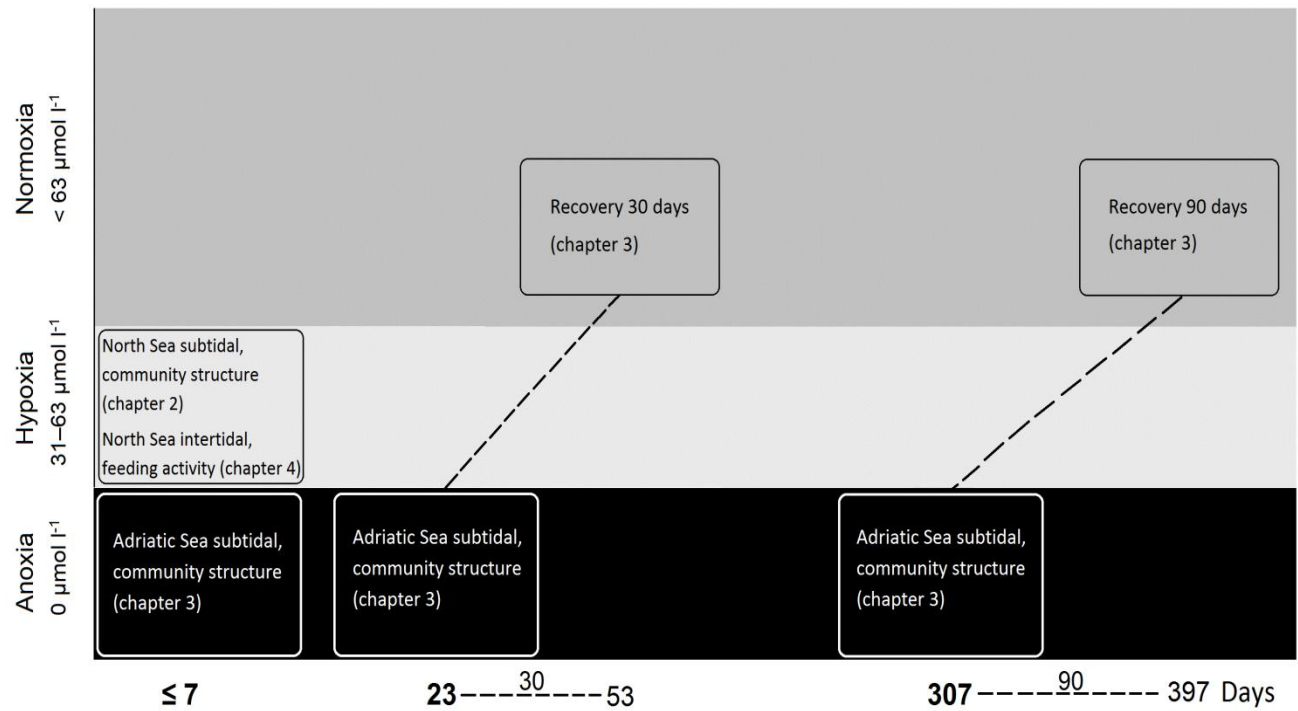 Normoxia
< 63 µmol l-1
Recovery 30 days
(chapter 3)
Recovery 90 days
(chapter 3)
Hypoxia
31–63 µmol l-1
North Sea subtidal,
community structure
(chapter 2)
North Sea intertidal,
feeding activity (chapter 4)
Anoxia
0 µmol l-1
Adriatic Sea subtidal,
community structure
(chapter 3)
Adriatic Sea subtidal,
community structure
(chapter 3)
Adriatic Sea subtidal,
community structure
(chapter 3)
≤ 7
23
30
53
307
90
397 Days